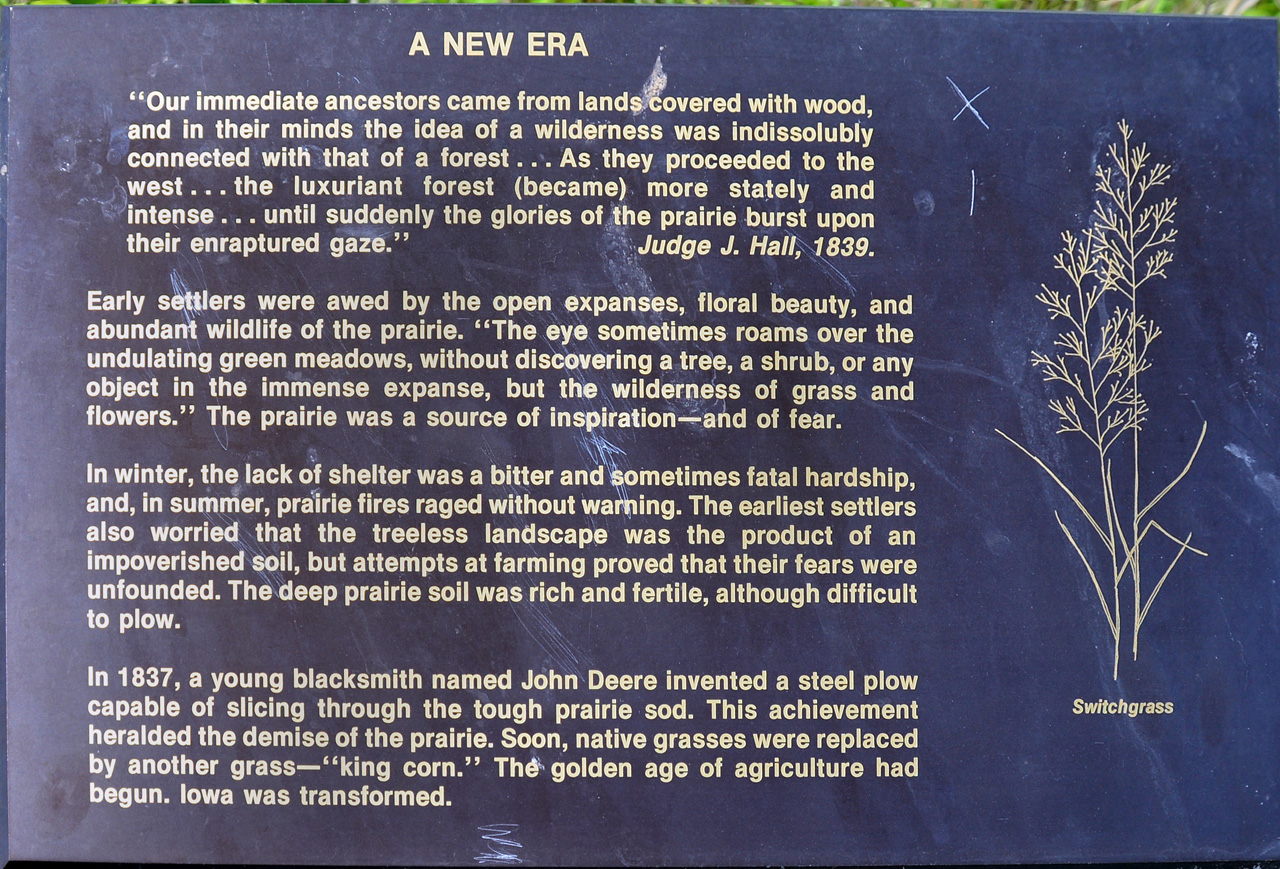 A NEW ERA
‘‘Our immediate ancestors came from lands covered with wood,
and in their minds the idea of a wilderness was indissolubly
connected with that of a forest . . . As they proceeded to the
west . . . the luxuriant forest (became) more stately and
intense . . . until suddenly the glories of the prairie burst upon
their enraptured gaze.’’ Judge J. Hall, 1839.
Early settlers were awed by the open expanses, floral beauty, and
abundant wildlife of the prairie. ‘‘The eye sometimes roams over the
undulating green meadows, without discovering a tree, a shrub, or any
object in the immense expanse, but the wilderness of grass and
flowers.’’ The prairie was a source of inspiration—and of fear.
In winter, the lack of shelter was a bitter and sometimes fatal hardship,
and, in summer, prairie fires raged without warning. The earliest settlers
also worried that the treeless landscape was the product of an
impoverished soil, but attempts at farming proved that their fears were
unfounded. The deep prairie soil was rich and fertile, although difficult
to plow.
In 1837, a young blacksmith named John Deere invented a steel plow
capable of slicing through the tough prairie sod. This achievement
heralded the demise of the prairie. Soon, native grasses were replaced
by another grass—‘‘king corn.’’ The golden age of agriculture had
begun. Iowa was transformed.
Switchgrass